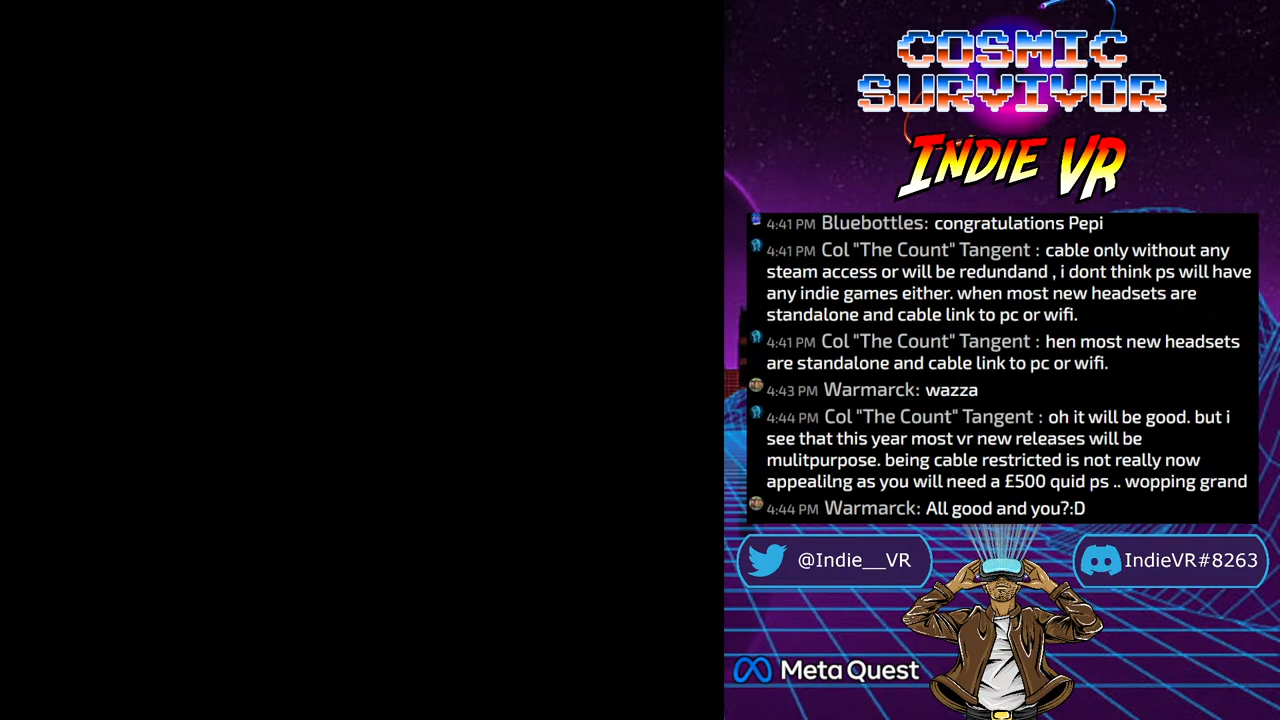 COSMIC
SURVIVOR
INDIE VR
4:41 PM Bluebottles: congratulations Pepi
4:41 PM Col "The Count" Tangent : cable only without any
steam access or will be redundand , i dont think ps will have
any indie games either. when most new headsets are
standalone and cable link to pc or wifi.
4:41 PM Col "The Count" Tangent : hen most new headsets
are standalone and cable link to pc or wifi.
4:43 PM Warmarck: wazza
4:44 PM Col "The Count" Tangent : oh it will be good. but i
see that this year most vr new releases will be
mulitpurpose. being cable restricted is not really now
appealilng as you will need a £500 quid ps .. wopping grand
4:44 PM Warmarck: All good and you?:D
@Indie__VR
IndieVR#8263
Meta Quest